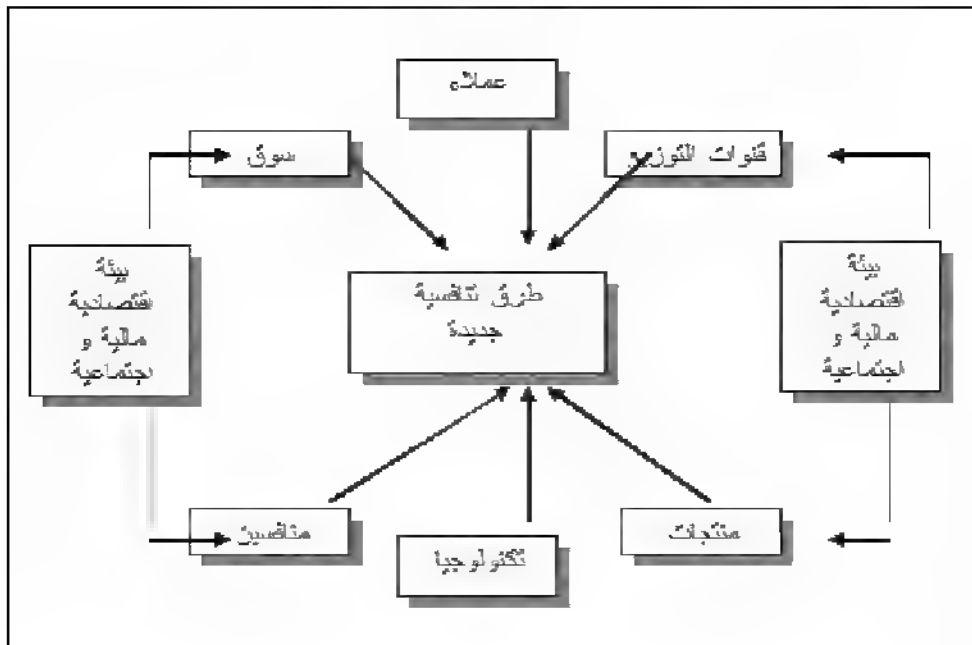 عملاء
قنوات التوزيع
سوق
بيئة
اقتصادية
مالية و
اجتماعية
طرق تنافسية
جديدة
بيئة
اقتصادية
مالية و
اجتماعية
منتجات
تكنولوجيا
منافسين